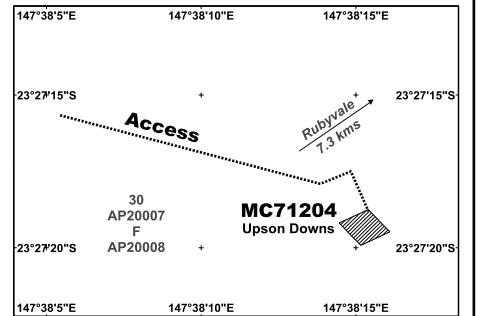 147°38'5"E 147°38'10"E 147°38'15"E
23°27'15"S 23°27'15"S
Access
Rubyvale
7.3 kms
30
AP20007
F
AP20008
MC71204
Upson Downs
23°27'20"S 23°27'20"S
147°38'5"E 147°38'10"E 147°38'15"E